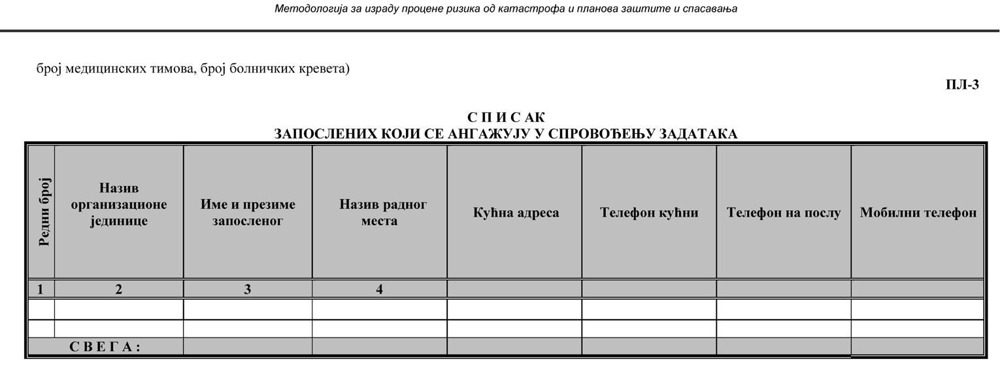 Методологија за израду процене ризика од катастрофа и планова заштите и спасавања
број медицинских тимова, број болничких кревета)
ПЛ-3
С П И С АК
ЗАПОСЛЕНИХ КОЈИ СЕ АНГАЖУЈУ У СПРОВОЂЕЊУ ЗАДАТАКА
Редни број
Назив
организационе
јединице
Име и презиме
запосленог
Назив радног
места
Кућна адреса
Телефон кућни
Телефон на послу
Мобилни телефон
1 2 3 4
С В Е Г А :